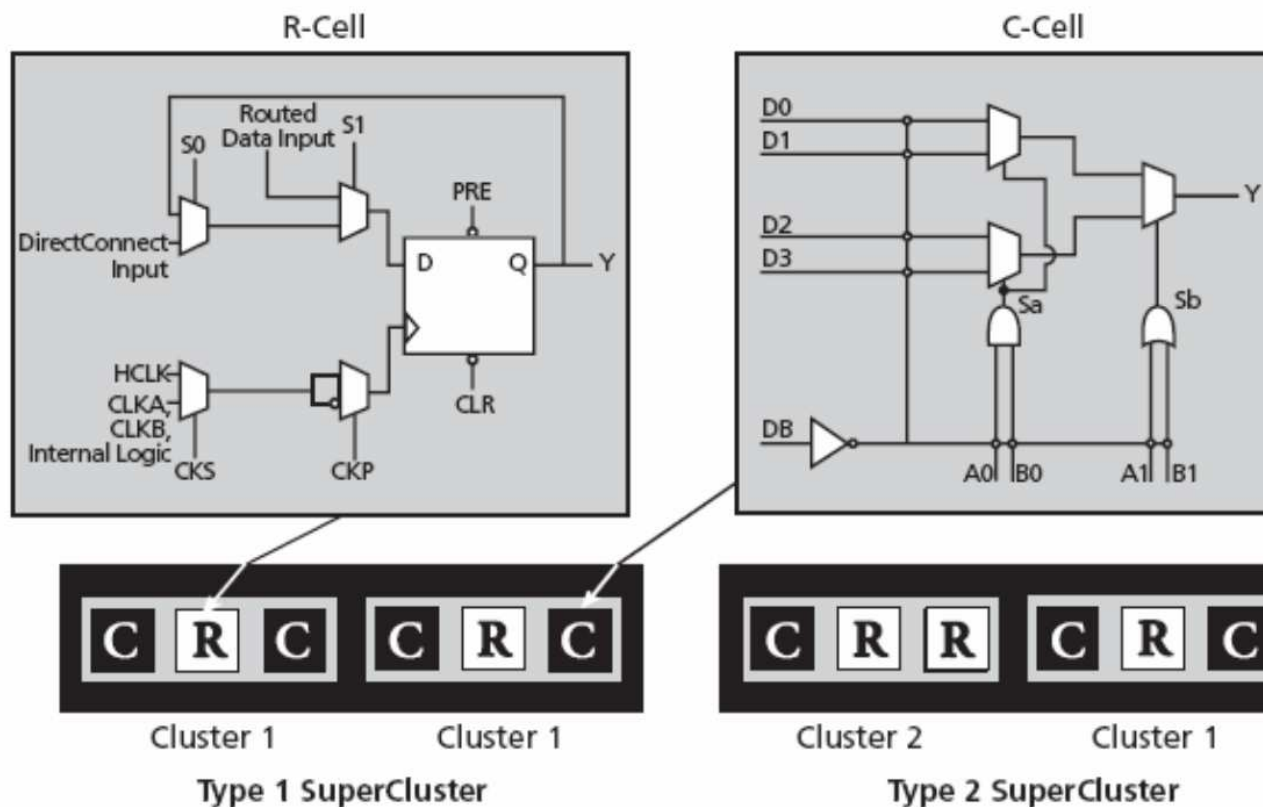 R-Cell
Routed
Data Input
S1
S0
PRE
DirectConnect
Input
D
Q
Y
HCLK
CLKA,
CLKB,
Internal Logic
CKS
CKP
CLR
C-Cell
D0
D1
D2
D3
Y
Sa
Sb
DB
A0
B0
A1
B1
C R C
C R C
C R R
C R C
Cluster 1
Cluster 1
Cluster 2
Cluster 1
Type 1 SuperCluster
Type 2 SuperCluster